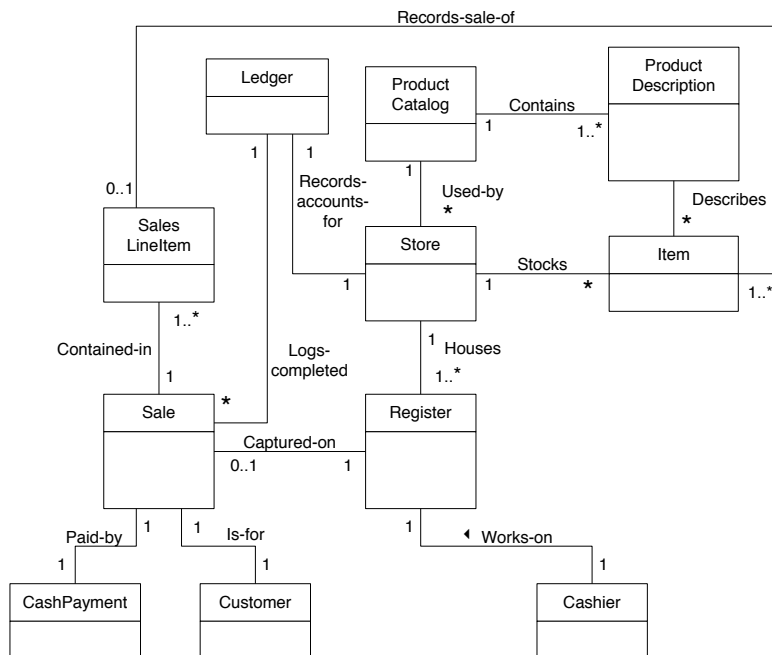 Records-sale-of
Ledger
Product
Catalog
Product
Description
Contains
1
1..*
1
1
1
0..1
Records-
accounts-
for
Used-by
*
Describes
*
Sales
LineItem
Store
Item
Stocks
1
1
*
1..*
1..*
1
Contained-in
Logs-
completed
Houses
1
1..*
Sale
*
Register
Captured-on
0..1
1
Paid-by
1
1
Is-for
1
Works-on
1
1
1
CashPayment
Customer
Cashier